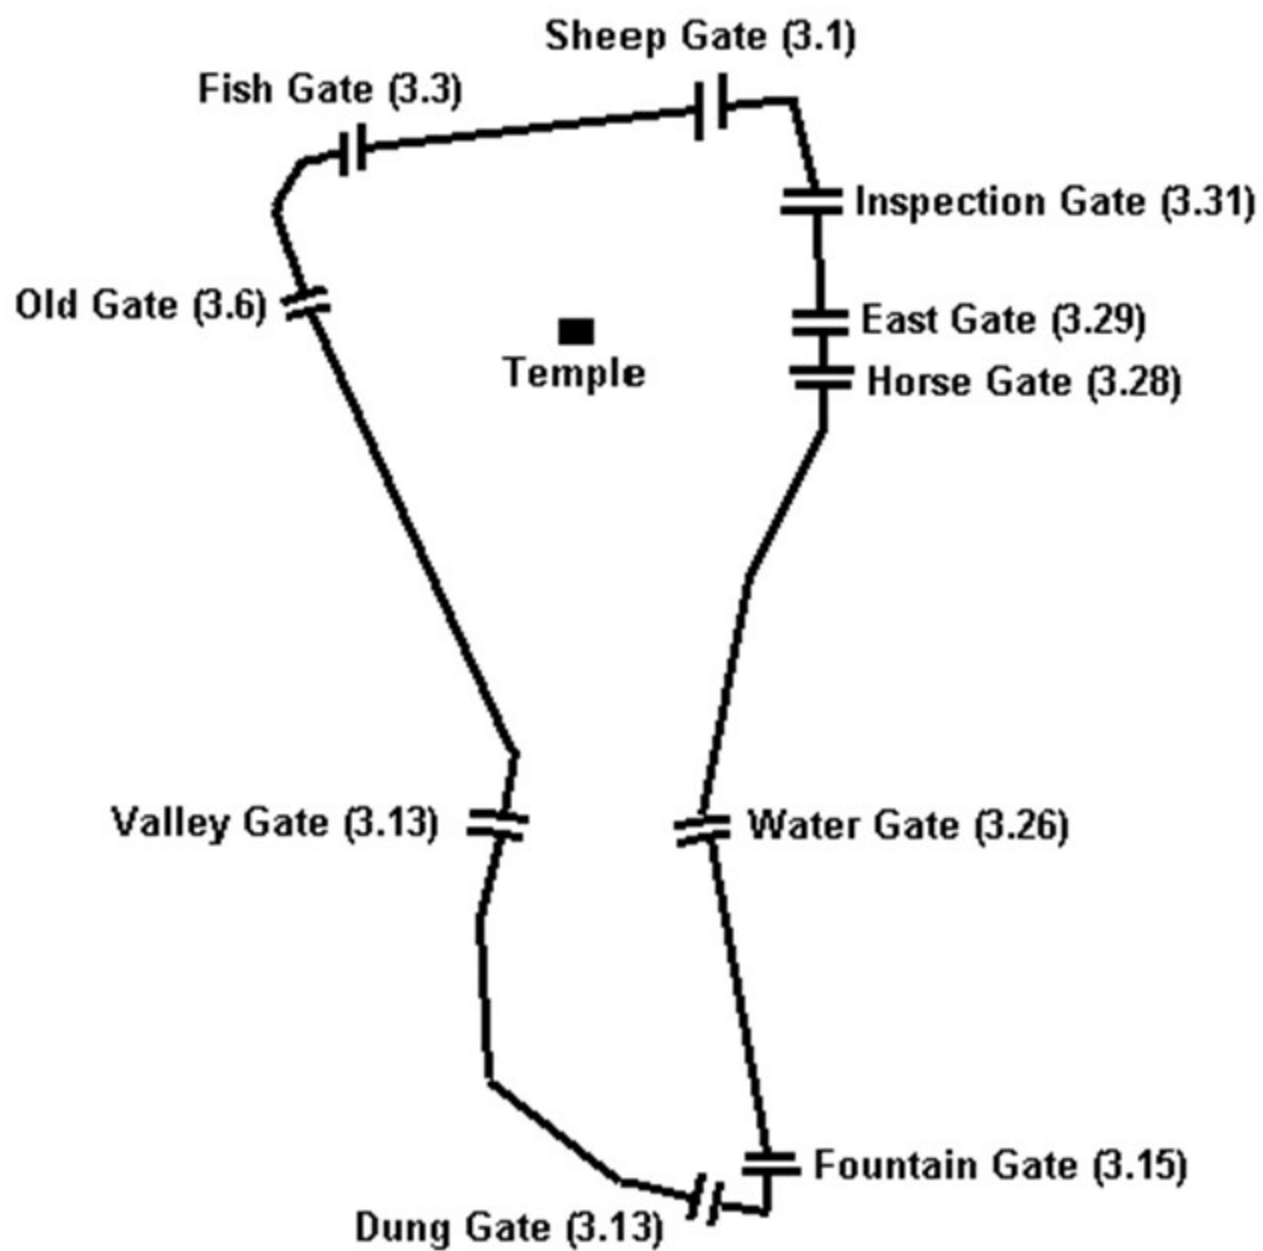 Sheep Gate (3.1)
Fish Gate (3.3)
Inspection Gate (3.31)
Old Gate (3.6)
East Gate (3.29)
Temple
Horse Gate (3.28)
Valley Gate (3.13)
Water Gate (3.26)
Fountain Gate (3.15)
Dung Gate (3.13)